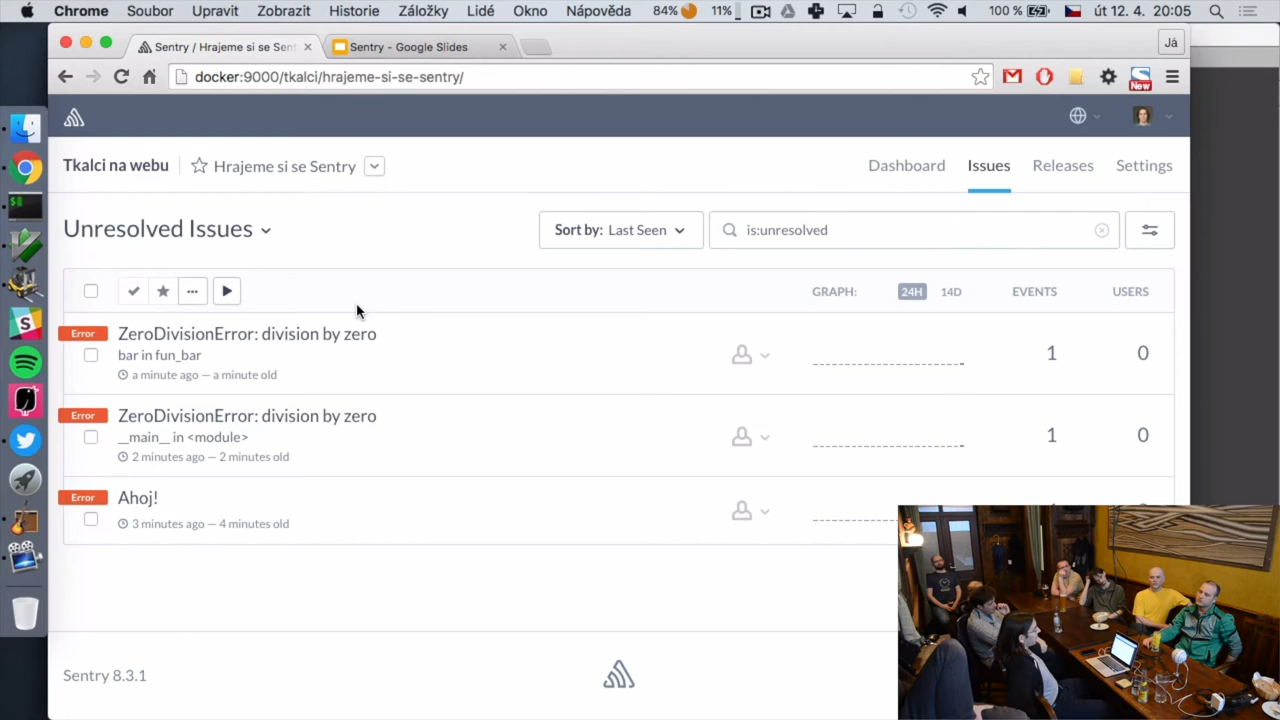 Chrome Soubor Upravit Zobrazit Historie Záložky Lidé Okno Nápověda 84% 11% 100 % út 12. 4. 20:05
Sentry / Hrajeme si se Sent
Sentry - Google Slides
Já
docker:9000/tkalci/hrajeme-si-se-sentry/
New
Tkalci na webu Hrajeme si se Sentry Dashboard Issues Releases Settings
Unresolved Issues Sort by: Last Seen is:unresolved
GRAPH: 24H 14D EVENTS USERS
Error ZeroDivisionError: division by zero
bar in fun_bar 1 0
a minute ago — a minute old
Error ZeroDivisionError: division by zero
__main__ in <module> 1 0
2 minutes ago — 2 minutes old
Error Ahoj!
3 minutes ago — 4 minutes old
Sentry 8.3.1